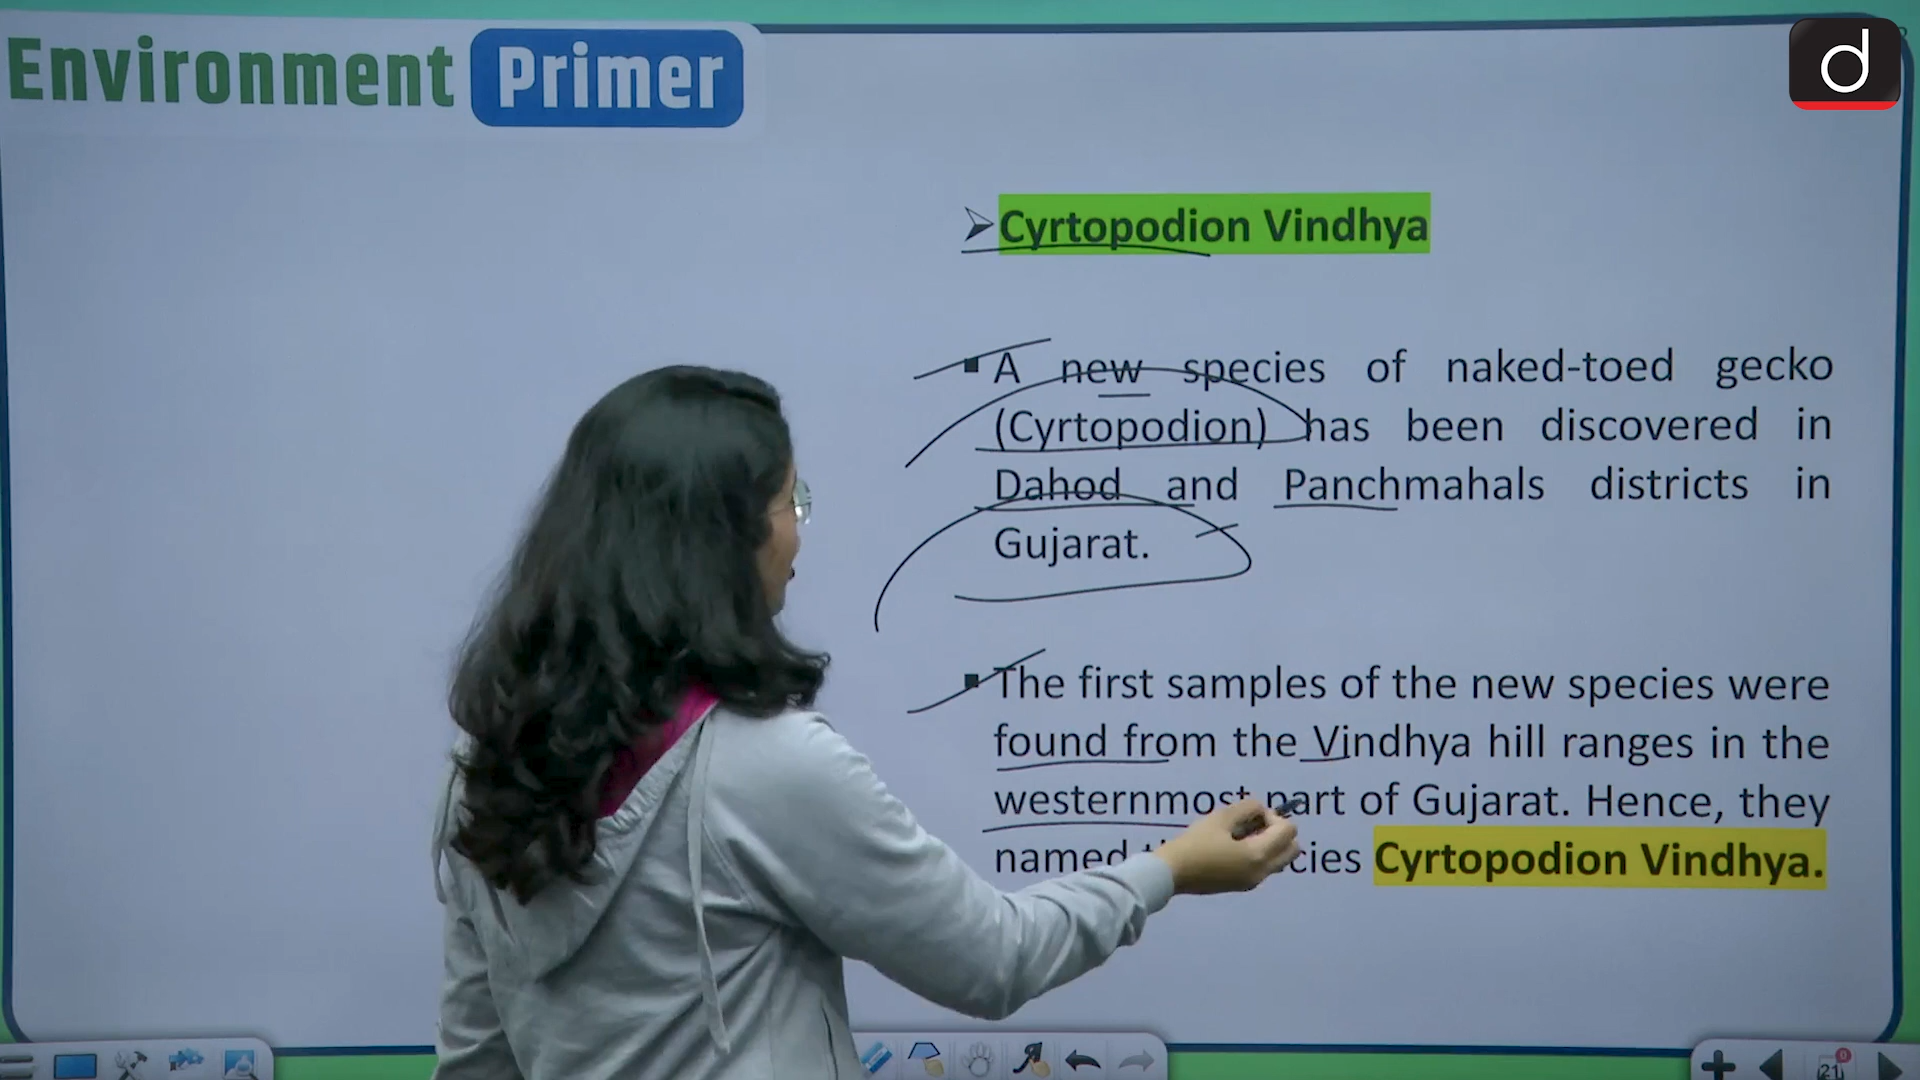 Environment Primer
d
Cyrtopodion Vindhya
A new species of naked-toed gecko
(Cyrtopodion) has been discovered in
Dahod and Panchmahals districts in
Gujarat.
The first samples of the new species were
found from the Vindhya hill ranges in the
westernmost part of Gujarat. Hence, they
named Cyrtopodion Vindhya.
21
0